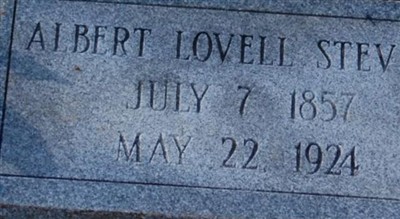 ALBERT LOVELL STEV
JULY 7 1857
MAY 22, 1924